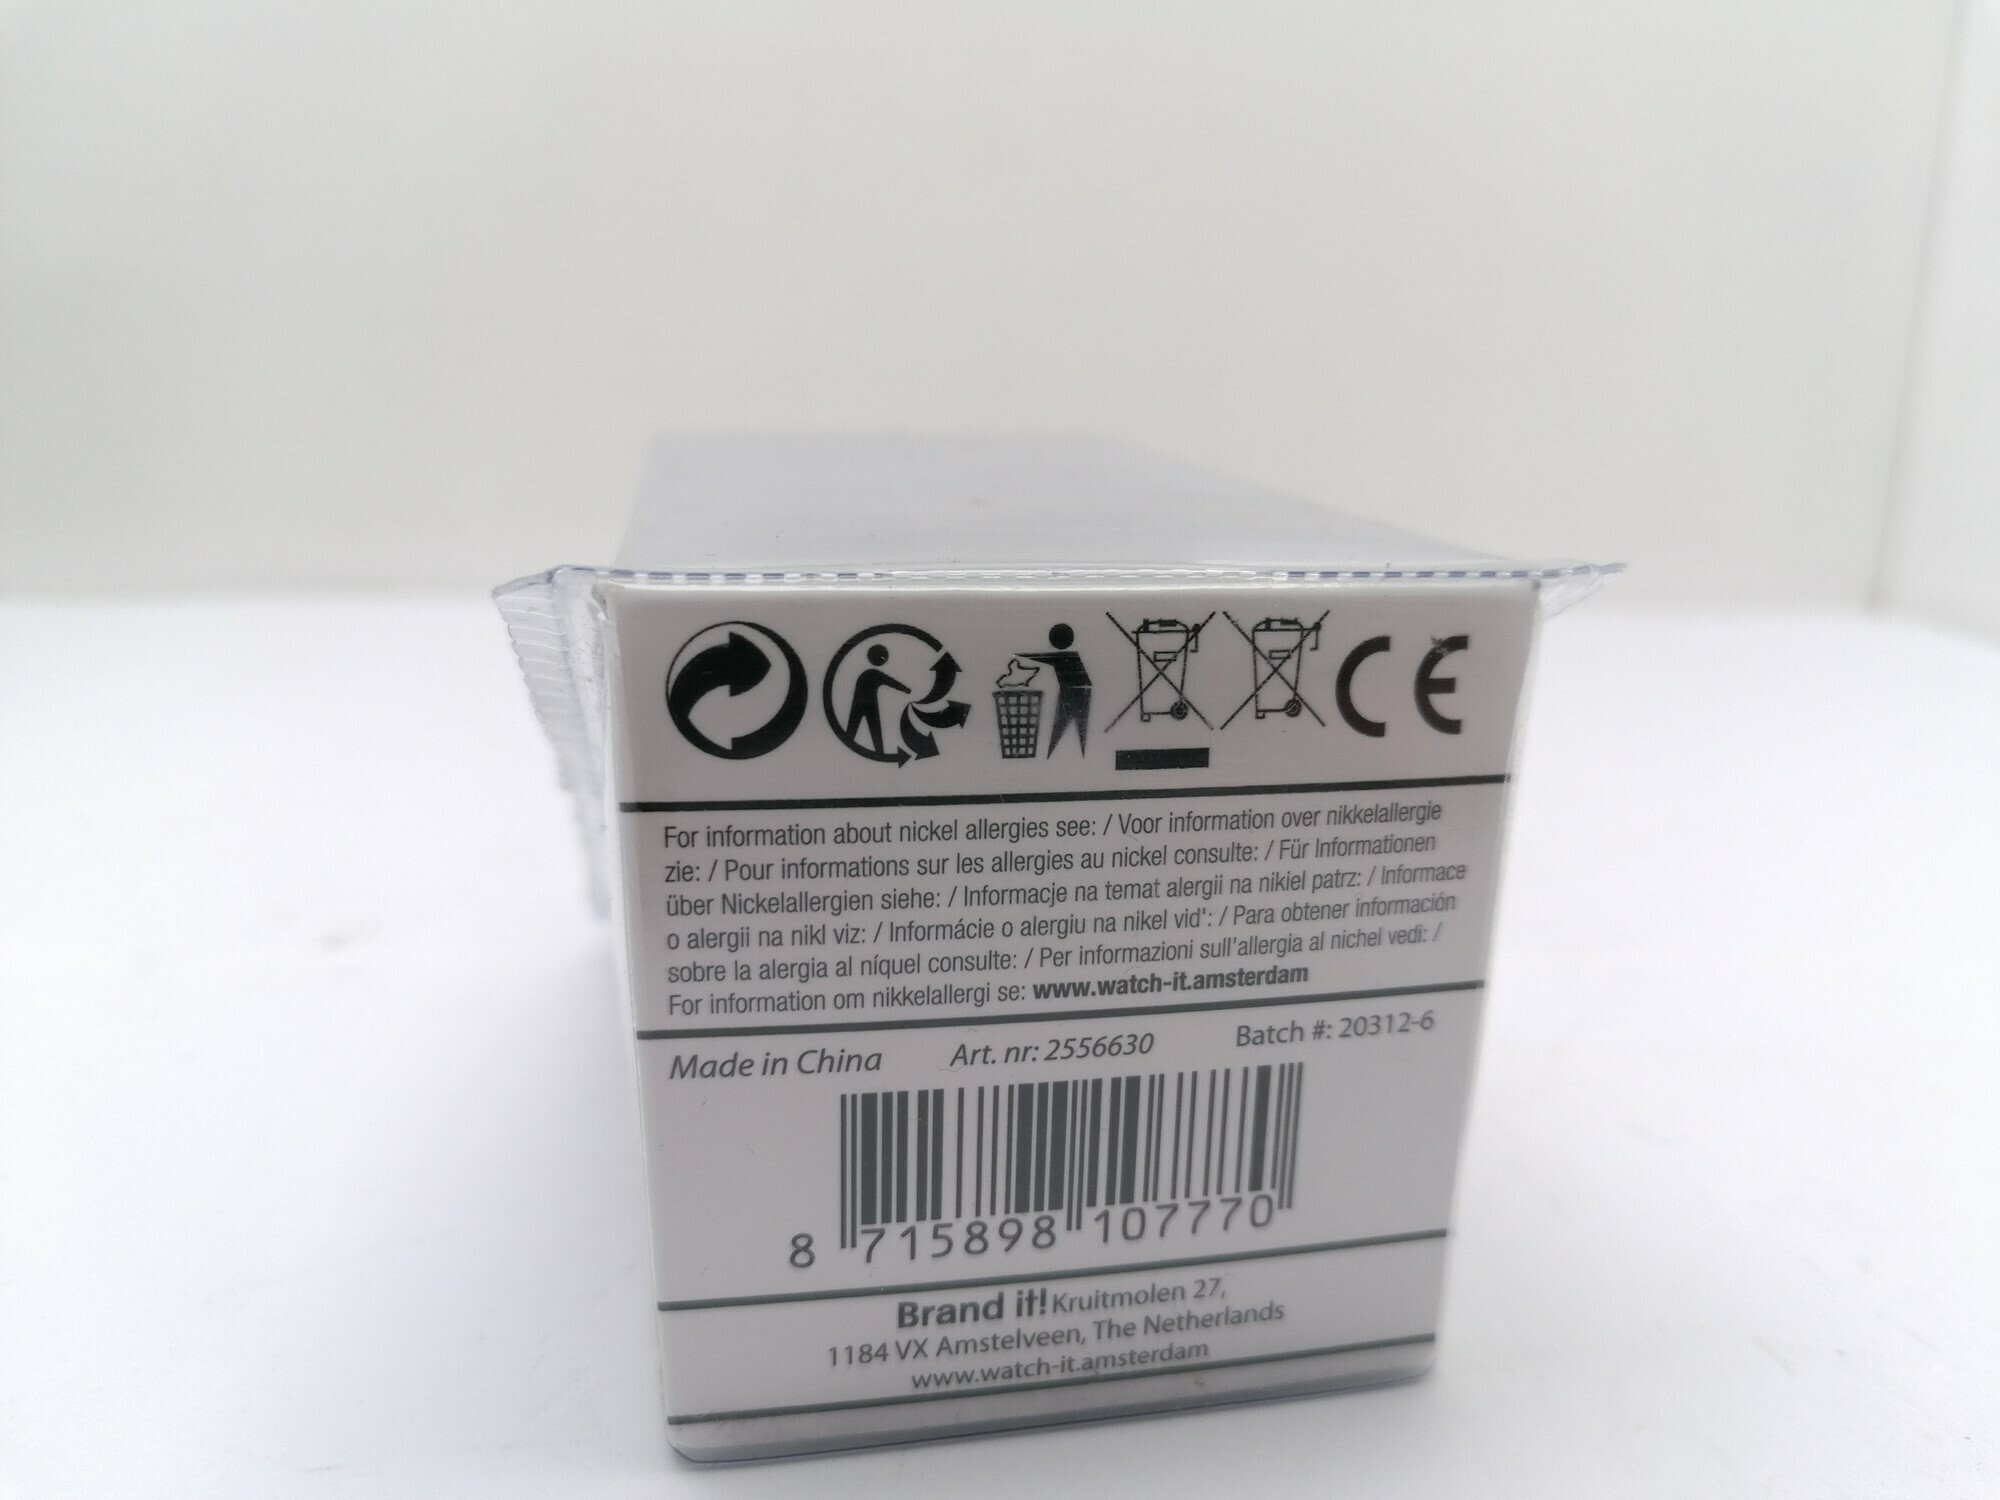 CE
For information about nickel allergies see: / Voor information over nikkelallergie
zie: / Pour informations sur les allergies au nickel consulte: / Für Informationen
über Nickelallergien siehe: / Informacje na temat alergii na nikiel patrz: / Informace
o alergii na nikl viz: / Informácie o alergiu na nikel vid': / Para obtener información
sobre la alergia al níquel consulte: / Per informazioni sull'allergia al nichel vedi: /
For information om nikkelallergi se: www.watch-it.amsterdam
Made in China Art. nr: 2556630 Batch #: 20312-6
8 715898 107770
Brand it! Kruitmolen 27,
1184 VX Amstelveen, The Netherlands
www.watch-it.amsterdam